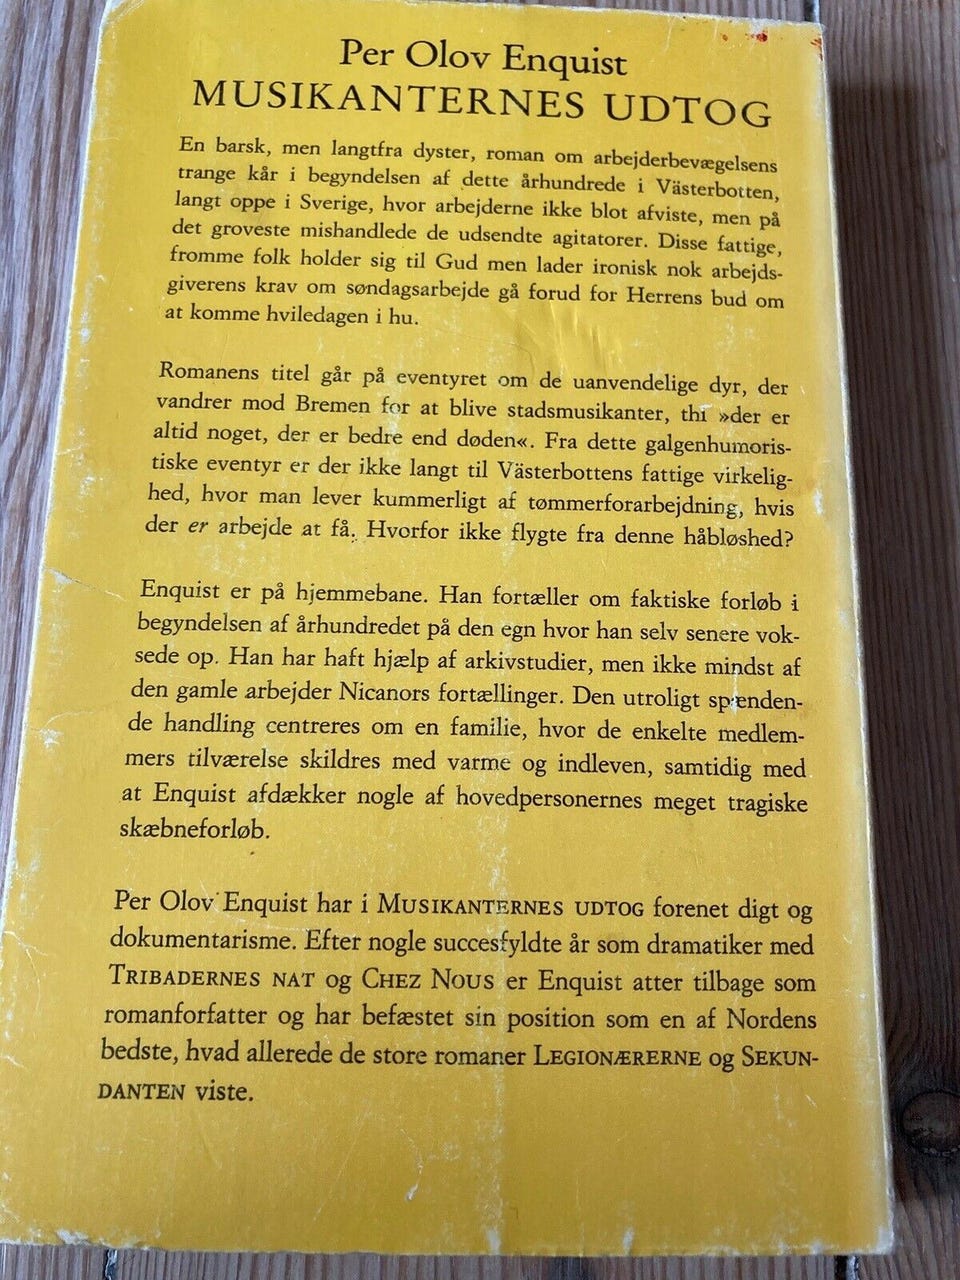 Per Olov Enquist
MUSIKANTERNES UDTOG
En barsk, men langtfra dyster, roman om arbejderbevægelsens
trange kår i begyndelsen af dette århundrede i Västerbotten,
langt oppe i Sverige, hvor arbejderne ikke blot afviste, men på
det groveste mishandlede de udsendte agitatorer. Disse fattige,
fromme folk holder sig til Gud men lader ironisk nok arbejds-
giverens krav om søndagsarbejde gå forud for Herrens bud om
at komme hviledagen i hu.
Romanens titel går på eventyret om de uanvendelige dyr, der
vandrer mod Bremen for at blive stadsmusikanter, thi »der er
altid noget, der er bedre end døden«. Fra dette galgenhumoris-
tiske eventyr er der ikke langt til Västerbottens fattige virkelig-
hed, hvor man lever kummerligt af tømmerforarbejdning, hvis
der er arbejde at få. Hvorfor ikke flygte fra denne håbløshed?
Enquist er på hjemmebane. Han fortæller om faktiske forløb i
begyndelsen af århundredet på den egn hvor han selv senere vok-
sede op. Han har haft hjælp af arkivstudier, men ikke mindst af
den gamle arbejder Nicanors fortællinger. Den utroligt spænden-
de handling centreres om en familie, hvor de enkelte medlem-
mers tilværelse skildres med varme og indleven, samtidig med
at Enquist afdækker nogle af hovedpersonernes meget tragiske
skæbneforløb.
Per Olov Enquist har i MUSIKANTERNES UDTOG forenet digt og
dokumentarisme. Efter nogle succesfyldte år som dramatiker med
TRIBADERNES NAT og CHEZ NOUS er Enquist atter tilbage som
romanforfatter og har befæstet sin position som en af Nordens
bedste, hvad allerede de store romaner LEGIONÆRERNE og SEKUN-
DANTEN viste.